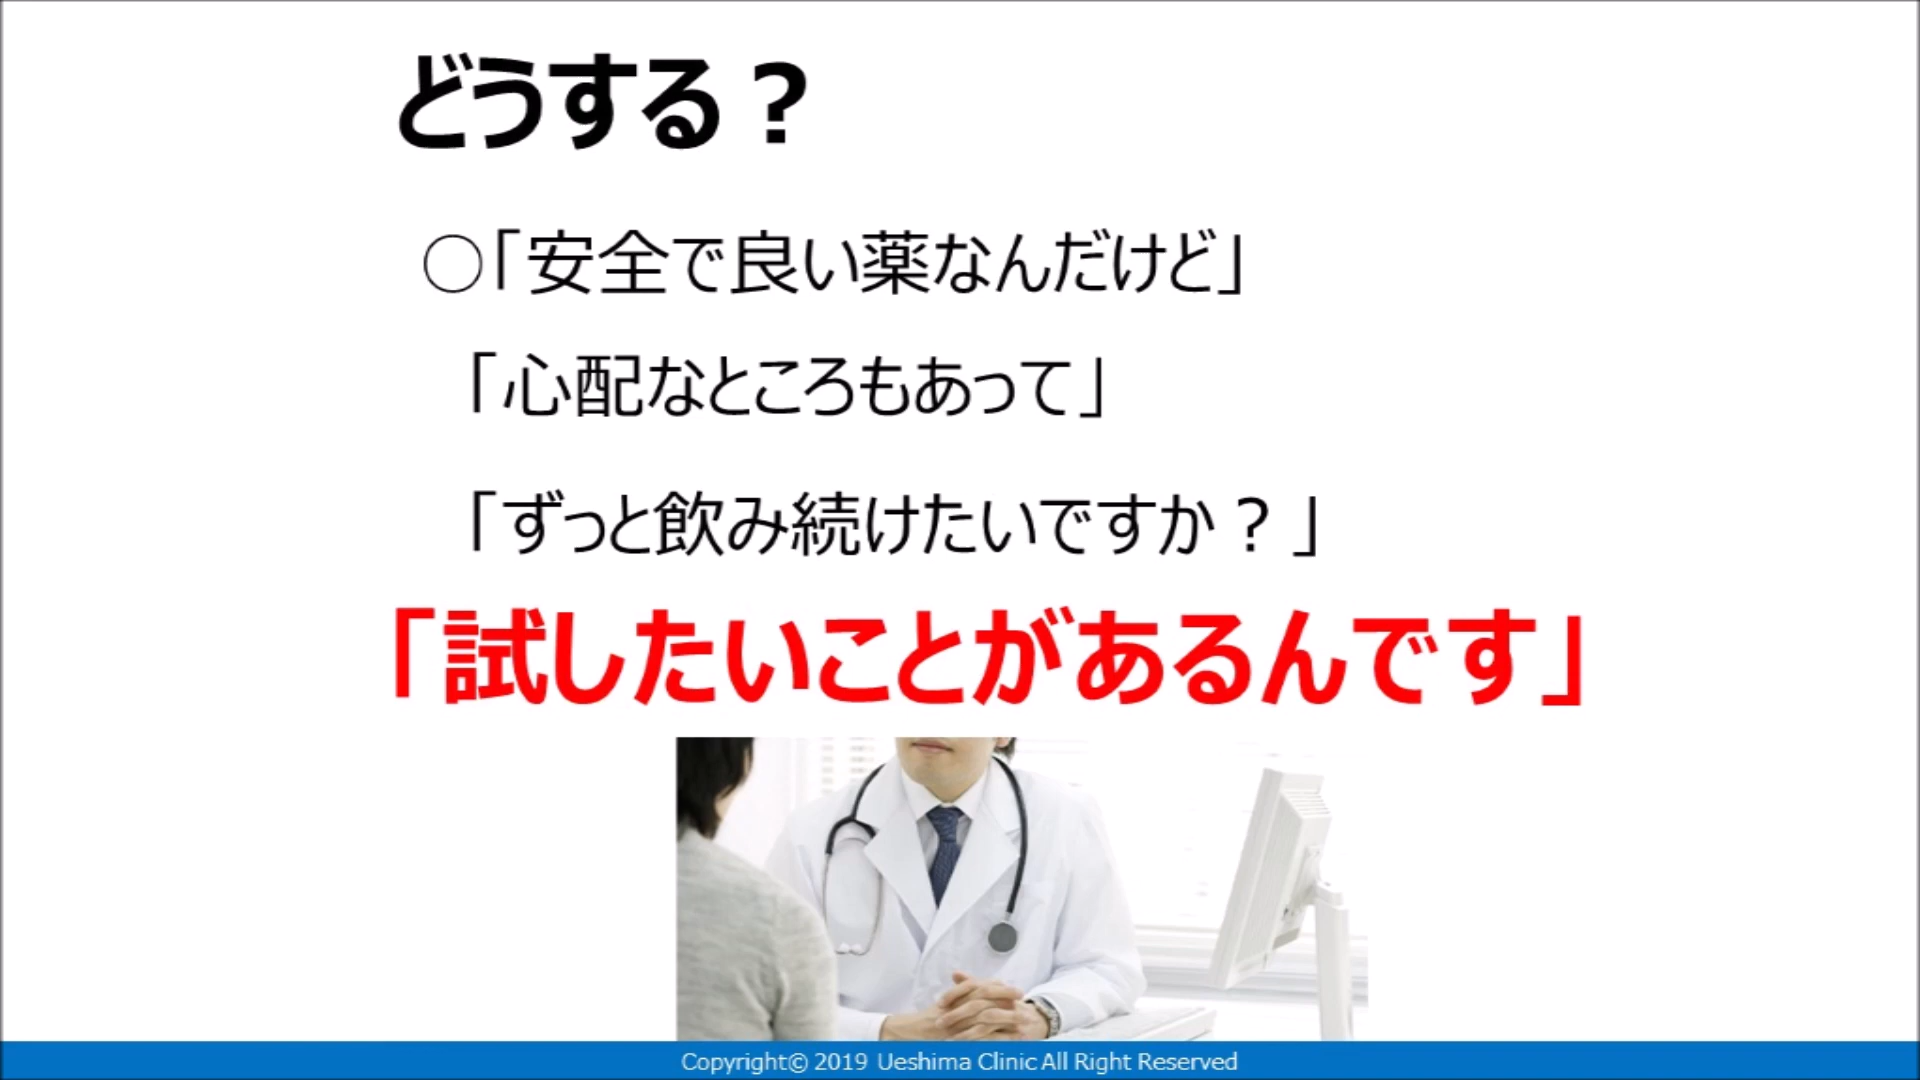 どうする？
○「安全で良い薬なんだけど」
「心配なところもあって」
「ずっと飲み続けたいですか？」
「試したいことがあるんです」
Copyright© 2019 Ueshima Clinic All Right Reserved